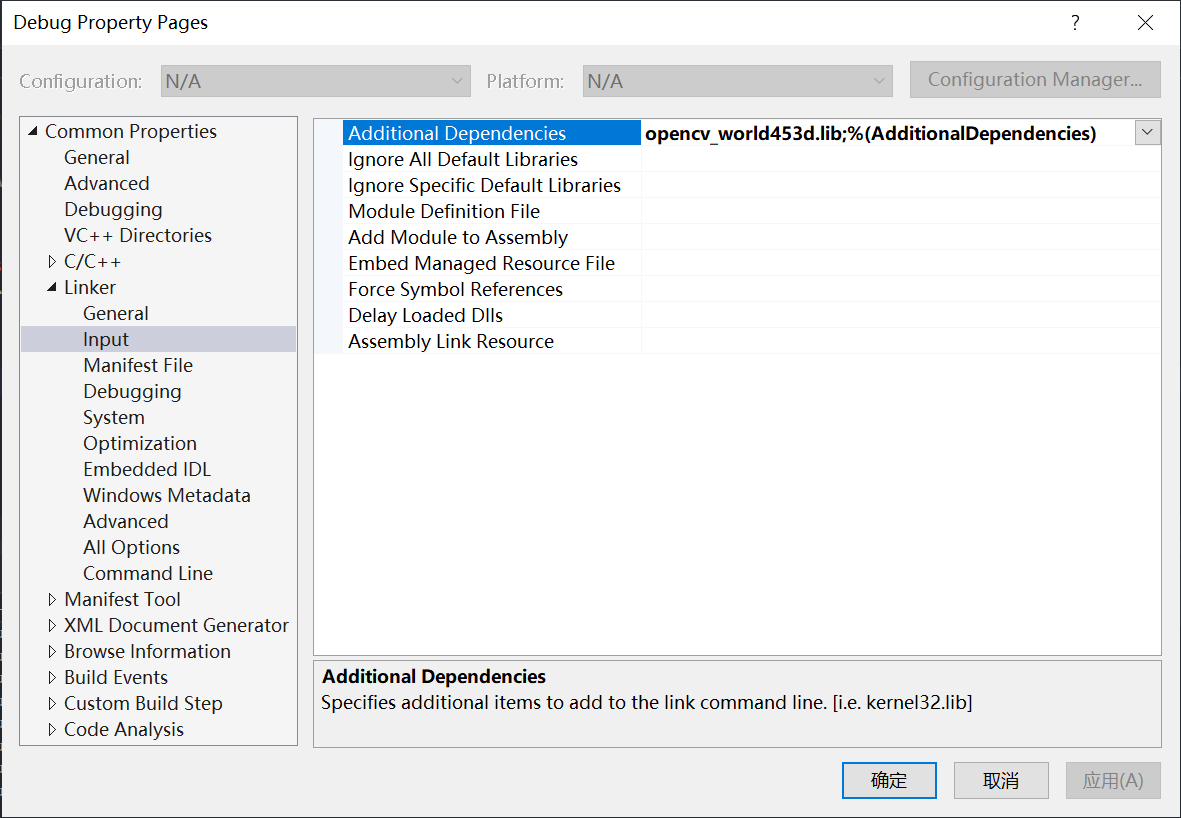 Debug Property Pages
?
Configuration: N/A Platform: N/A Configuration Manager...
Common Properties
General
Advanced
Debugging
VC++ Directories
C/C++
Linker
General
Input
Manifest File
Debugging
System
Optimization
Embedded IDL
Windows Metadata
Advanced
All Options
Command Line
Manifest Tool
XML Document Generator
Browse Information
Build Events
Custom Build Step
Code Analysis
Additional Dependencies opencv_world453d.lib;%(AdditionalDependencies)
Ignore All Default Libraries
Ignore Specific Default Libraries
Module Definition File
Add Module to Assembly
Embed Managed Resource File
Force Symbol References
Delay Loaded Dlls
Assembly Link Resource
Additional Dependencies
Specifies additional items to add to the link command line. [i.e. kernel32.lib]
确定 取消 应用(A)